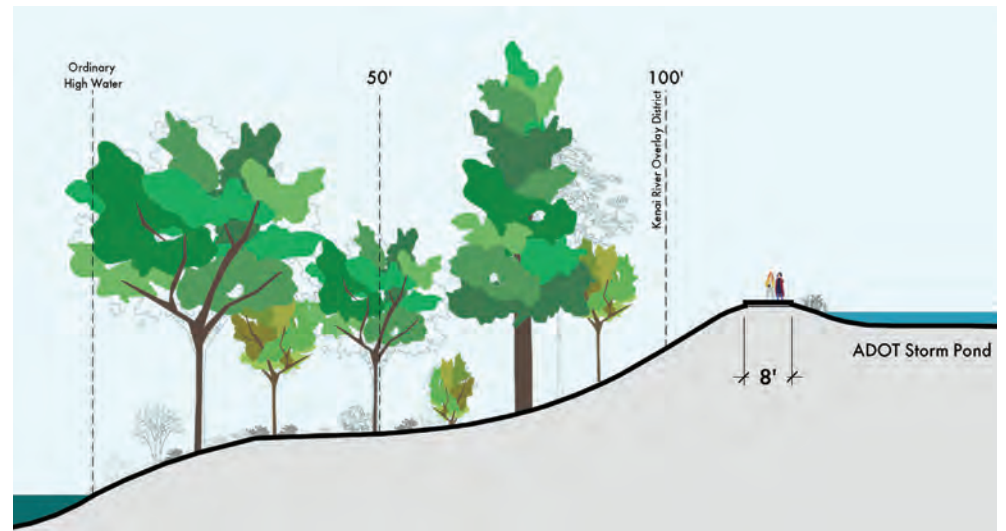 Ordinary
High Water
50'
100'
Kenai River Overlay District
ADOT Storm Pond
8'